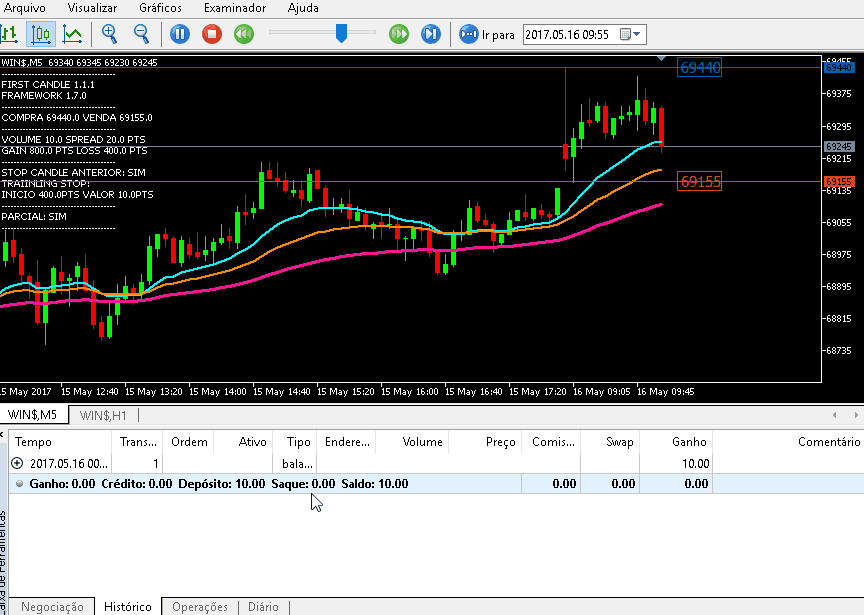 Arquivo Visualizar Gráficos Examinador Ajuda
Ir para 2017.05.16 09:55
WIN$,M5 69340 69345 69230 69245
FIRST CANDLE 1.1.1
FRAMEWORK 1.7.0
COMPRA 69440.0 VENDA 69155.0
VOLUME 10.0 SPREAD 20.0 PTS
GAIN 800.0 PTS LOSS 400.0 PTS
STOP CANDLE ANTERIOR: SIM
TRAIINLING STOP:
INICIO 400.0PTS VALOR 10.0PTS
PARCIAL: SIM
69440
69155
69455
69440
69375
69295
69245
69215
69155
69135
69055
68975
68895
68815
68735
5 May 2017 15 May 12:40 15 May 13:20 15 May 14:00 15 May 14:40 15 May 15:20 15 May 16:00 15 May 16:40 15 May 17:20 16 May 09:05 16 May 09:45
WIN$,M5 WIN$,H1
Tempo Trans... Ordem Ativo Tipo Endere... Volume Preço Comis... Swap Ganho Comentário
2017.05.16 00... 1 bala... 10.00
Ganho: 0.00 Crédito: 0.00 Depósito: 10.00 Saque: 0.00 Saldo: 10.00 0.00 0.00 0.00
aixa de Ferramentas
Negociação Histórico Operações Diário